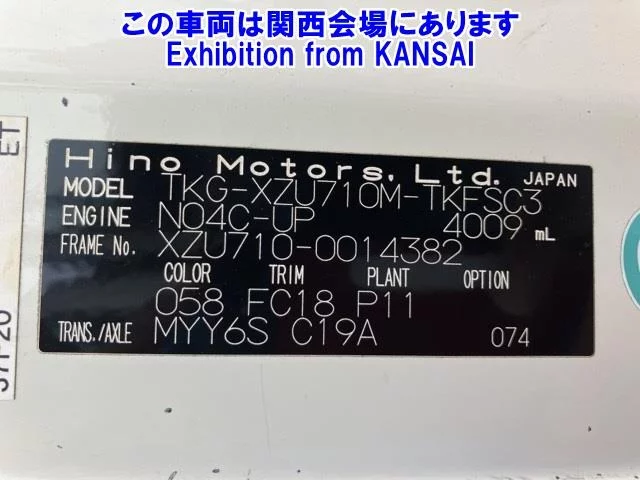 この車両は関西会場にあります
Exhibition from KANSAI
ET
Hino Motors, Ltd. JAPAN
MODEL TKG-XZU710M-TKFSC3
ENGINE N04C-UP 4009 mL
FRAME No. XZU710-0014382
COLOR TRIM PLANT OPTION
058 FC18 P11
TRANS./AXLE MYY6S C19A 074